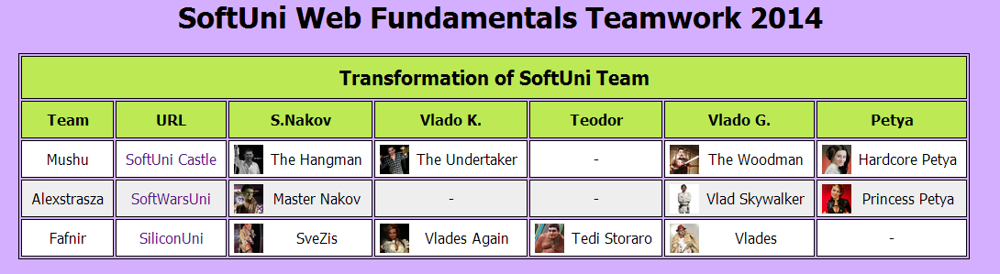 SoftUni Web Fundamentals Teamwork 2014
Transformation of SoftUni Team
Team URL S.Nakov Vlado K. Teodor Vlado G. Petya
Mushu SoftUni Castle The Hangman The Undertaker - The Woodman Hardcore Petya
Alexstrasza SoftWarsUni Master Nakov - - Vlad Skywalker Princess Petya
Fafnir SiliconUni SveZis Vlades Again Tedi Storaro Vlades -